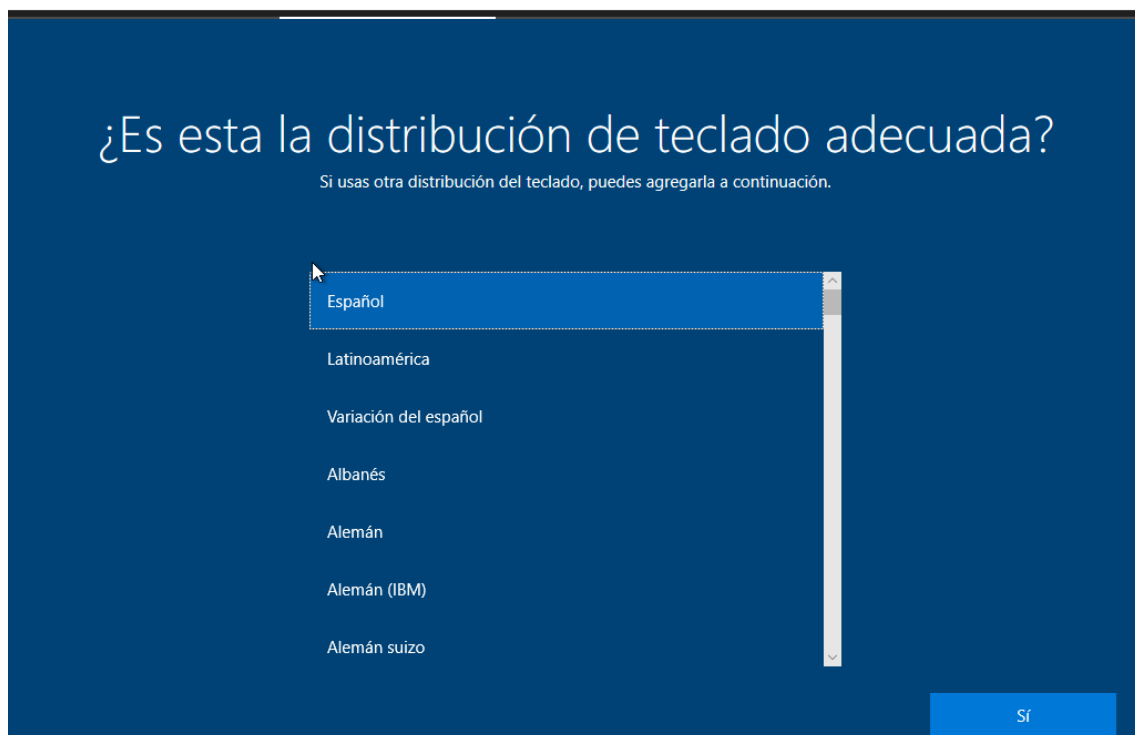 ¿Es esta la distribución de teclado adecuada?
Si usas otra distribución del teclado, puedes agregarla a continuación.
Español
Latinoamérica
Variación del español
Albanés
Alemán
Alemán (IBM)
Alemán suizo
Sí